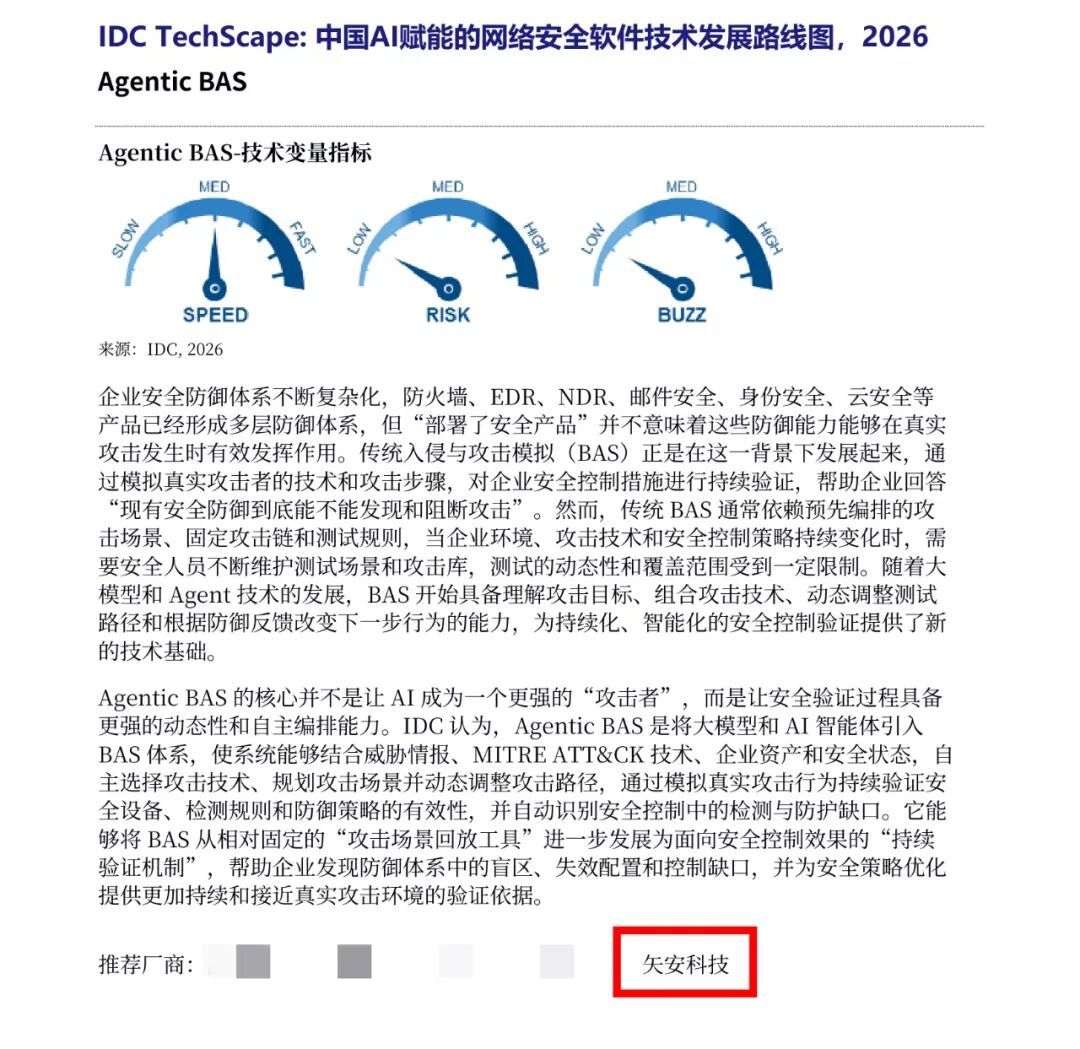 IDC TechScape: 中国AI赋能的网络安全软件技术发展路线图，2026
Agentic BAS
Agentic BAS-技术变量指标
SLOW MED FAST
SPEED
LOW MED HIGH
RISK
LOW MED HIGH
BUZZ
来源：IDC, 2026
企业安全防御体系不断复杂化，防火墙、EDR、NDR、邮件安全、身份安全、云安全等
产品已经形成多层防御体系，但“部署了安全产品”并不意味着这些防御能力能够在真实
攻击发生时有效发挥作用。传统入侵与攻击模拟（BAS）正是在这一背景下发展起来，通
过模拟真实攻击者的技术和攻击步骤，对企业安全控制措施进行持续验证，帮助企业回答
“现有安全防御到底能不能发现和阻断攻击”。然而，传统 BAS 通常依赖预先编排的攻
击场景、固定攻击链和测试规则，当企业环境、攻击技术和安全控制策略持续变化时，需
要安全人员不断维护测试场景和攻击库，测试的动态性和覆盖范围受到一定限制。随着大
模型和 Agent 技术的发展，BAS 开始具备理解攻击目标、组合攻击技术、动态调整测试
路径和根据防御反馈改变下一步行为的能力，为持续化、智能化的安全控制验证提供了新
的技术基础。
Agentic BAS 的核心并不是让 AI 成为一个更强的“攻击者”，而是让安全验证过程具备
更强的动态性和自主编排能力。IDC 认为，Agentic BAS 是将大模型和 AI 智能体引入
BAS 体系，使系统能够结合威胁情报、MITRE ATT&CK 技术、企业资产和安全状态，自
主选择攻击技术、规划攻击场景并动态调整攻击路径，通过模拟真实攻击行为持续验证安
全设备、检测规则和防御策略的有效性，并自动识别安全控制中的检测与防护缺口。它能
够将 BAS 从相对固定的“攻击场景回放工具”进一步发展为面向安全控制效果的“持续
验证机制”，帮助企业发现防御体系中的盲区、失效配置和控制缺口，并为安全策略优化
提供更加持续和接近真实攻击环境的验证依据。
推荐厂商： 矢安科技